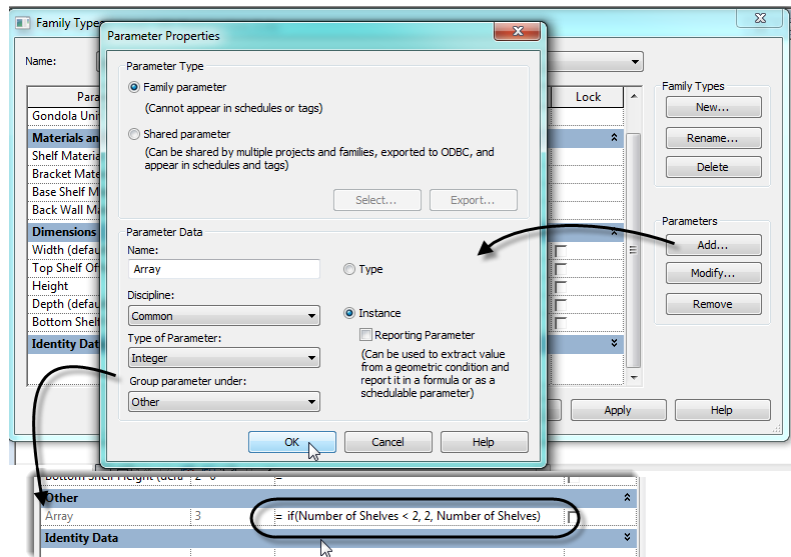 Family Types
Parameter Properties
Name:
Parameter Type
Family parameter
(Cannot appear in schedules or tags)
Shared parameter
(Can be shared by multiple projects and families, exported to ODBC, and
appear in schedules and tags)
Select...
Export...
Parameter Data
Name:
Array
Type
Discipline:
Common
Instance
Reporting Parameter
(Can be used to extract value
from a geometric condition and
report it in a formula or as a
schedulable parameter)
Type of Parameter:
Integer
Group parameter under:
Other
OK
Cancel
Help
Para
Lock
Gondola Uni
Materials an
Shelf Materia
Bracket Mate
Base Shelf M
Back Wall M
Dimensions
Width (defau
Top Shelf Of
Height
Depth (defau
Bottom Shelf
Identity Dat
Family Types
New...
Rename...
Delete
Parameters
Add...
Modify...
Remove
Apply
Help
Bottom Shelf Height (defa
Other
Array 3 = if(Number of Shelves < 2, 2, Number of Shelves)
Identity Data